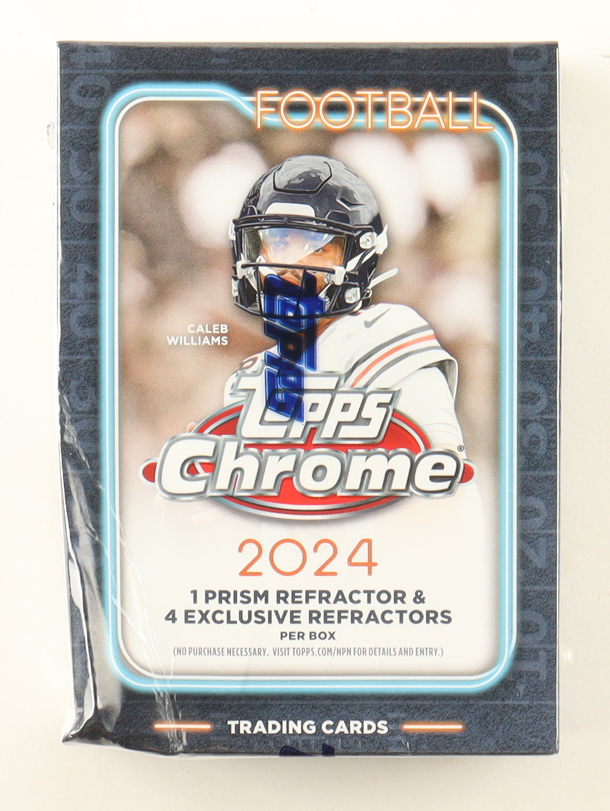 FOOTBALL
CALEB
WILLIAMS
topps
Topps
Chrome®
2024
1 PRISM REFRACTOR &
4 EXCLUSIVE REFRACTORS
PER BOX
(NO PURCHASE NECESSARY. VISIT TOPPS.COM/NPN FOR DETAILS AND ENTRY.)
TRADING CARDS